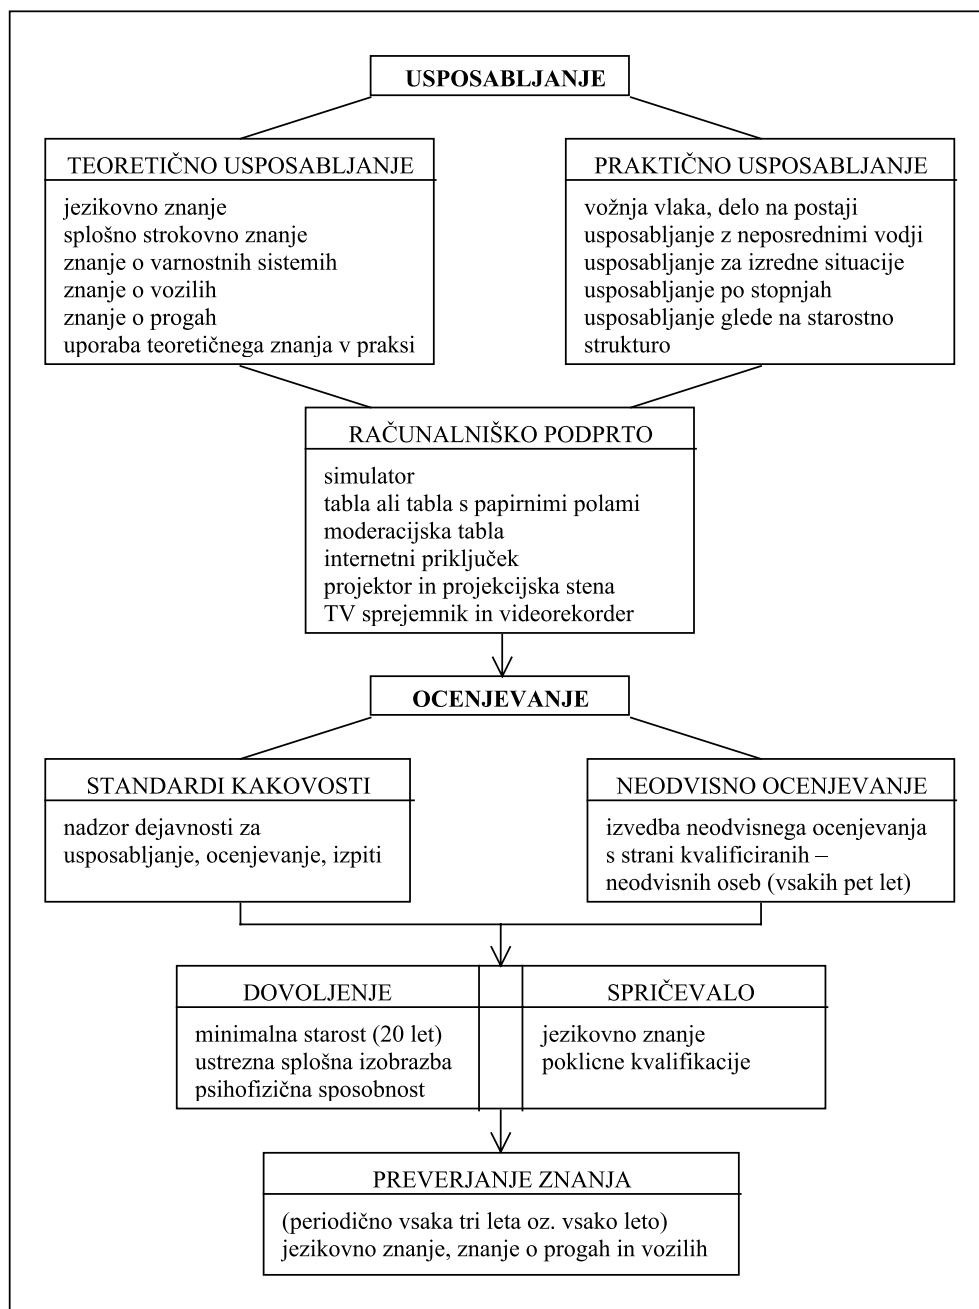 USPOSABLJANJE
TEORETIČNO USPOSABLJANJE
jezikovno znanje
splošno strokovno znanje
znanje o varnostnih sistemih
znanje o vozilih
znanje o progah
uporaba teoretičnega znanja v praksi
PRAKTIČNO USPOSABLJANJE
vožnja vlaka, delo na postaji
usposabljanje z neposrednimi vodji
usposabljanje za izredne situacije
usposabljanje po stopnjah
usposabljanje glede na starostno
strukturo
RAČUNALNIŠKO PODPRTO
simulator
tabla ali tabla s papirnimi polami
moderacijska tabla
internetni priključek
projektor in projekcijska stena
TV sprejemnik in videorekorder
OCENJEVANJE
STANDARDI KAKOVOSTI
nadzor dejavnosti za
usposabljanje, ocenjevanje, izpiti
NEODVISNO OCENJEVANJE
izvedba neodvisnega ocenjevanja
s strani kvalificiranih –
neodvisnih oseb (vsakih pet let)
DOVOLJENJE
minimalna starost (20 let)
ustrezna splošna izobrazba
psihofizična sposobnost
SPRIČEVALO
jezikovno znanje
poklicne kvalifikacije
PREVERJANJE ZNANJA
(periodično vsaka tri leta oz. vsako leto)
jezikovno znanje, znanje o progah in vozilih